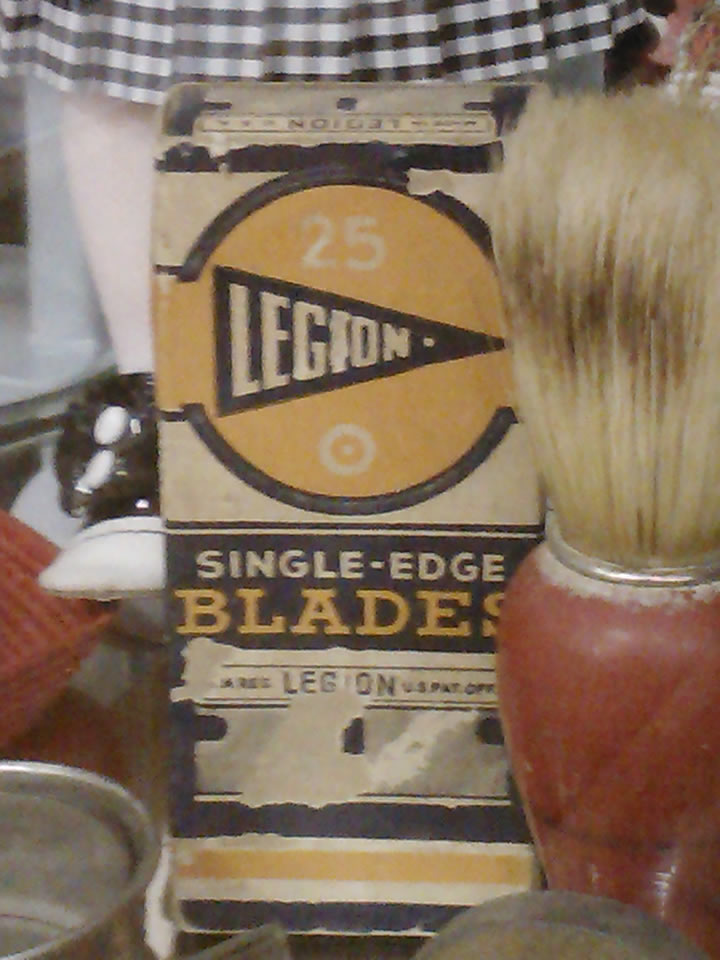 LEGION
25
LEGION
SINGLE-EDGE
BLADES
LEGION U.S.PAT.OFF